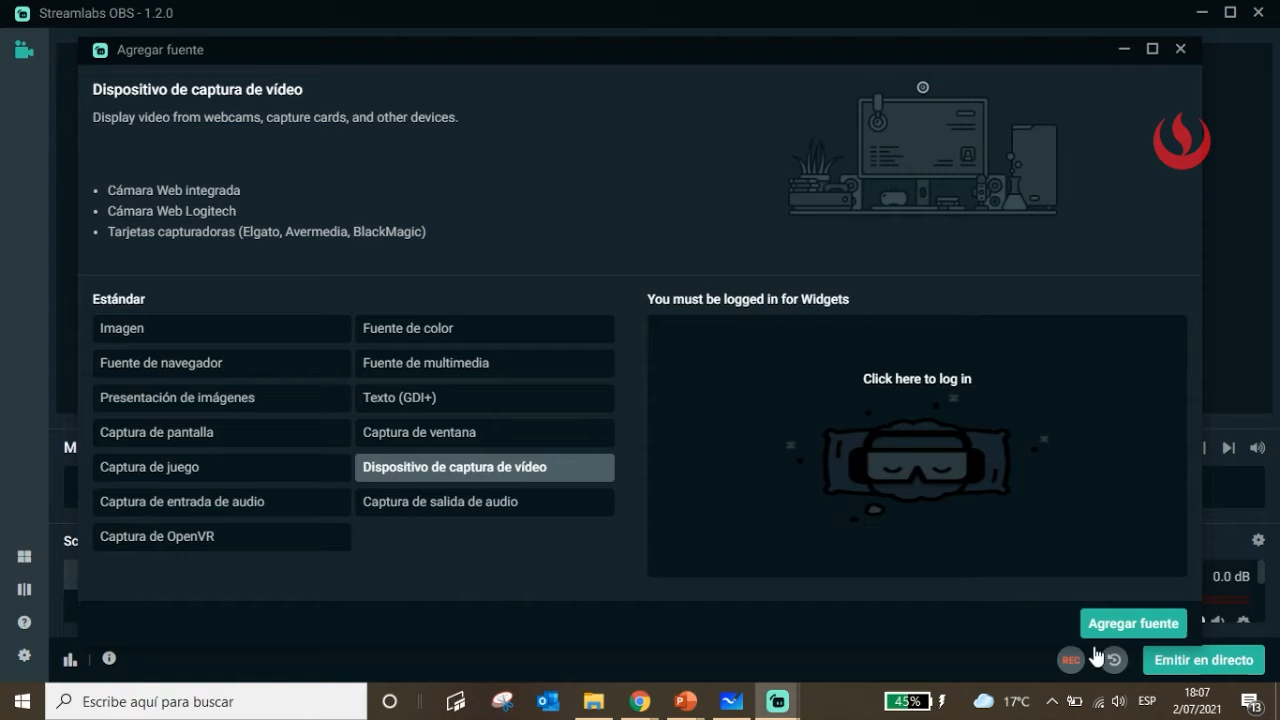 Streamlabs OBS - 1.2.0
Agregar fuente
Dispositivo de captura de vídeo
Display video from webcams, capture cards, and other devices.
• Cámara Web integrada
• Cámara Web Logitech
• Tarjetas capturadoras (Elgato, Avermedia, BlackMagic)
Estándar
Imagen
Fuente de color
Fuente de navegador
Fuente de multimedia
Presentación de imágenes
Texto (GDI+)
Captura de pantalla
Captura de ventana
Captura de juego
Dispositivo de captura de vídeo
Captura de entrada de audio
Captura de salida de audio
Captura de OpenVR
You must be logged in for Widgets
Click here to log in
M
Sc
0.0 dB
Agregar fuente
REC
Emitir en directo
Escribe aquí para buscar
45%
17°C
ESP
18:07
2/07/2021
13